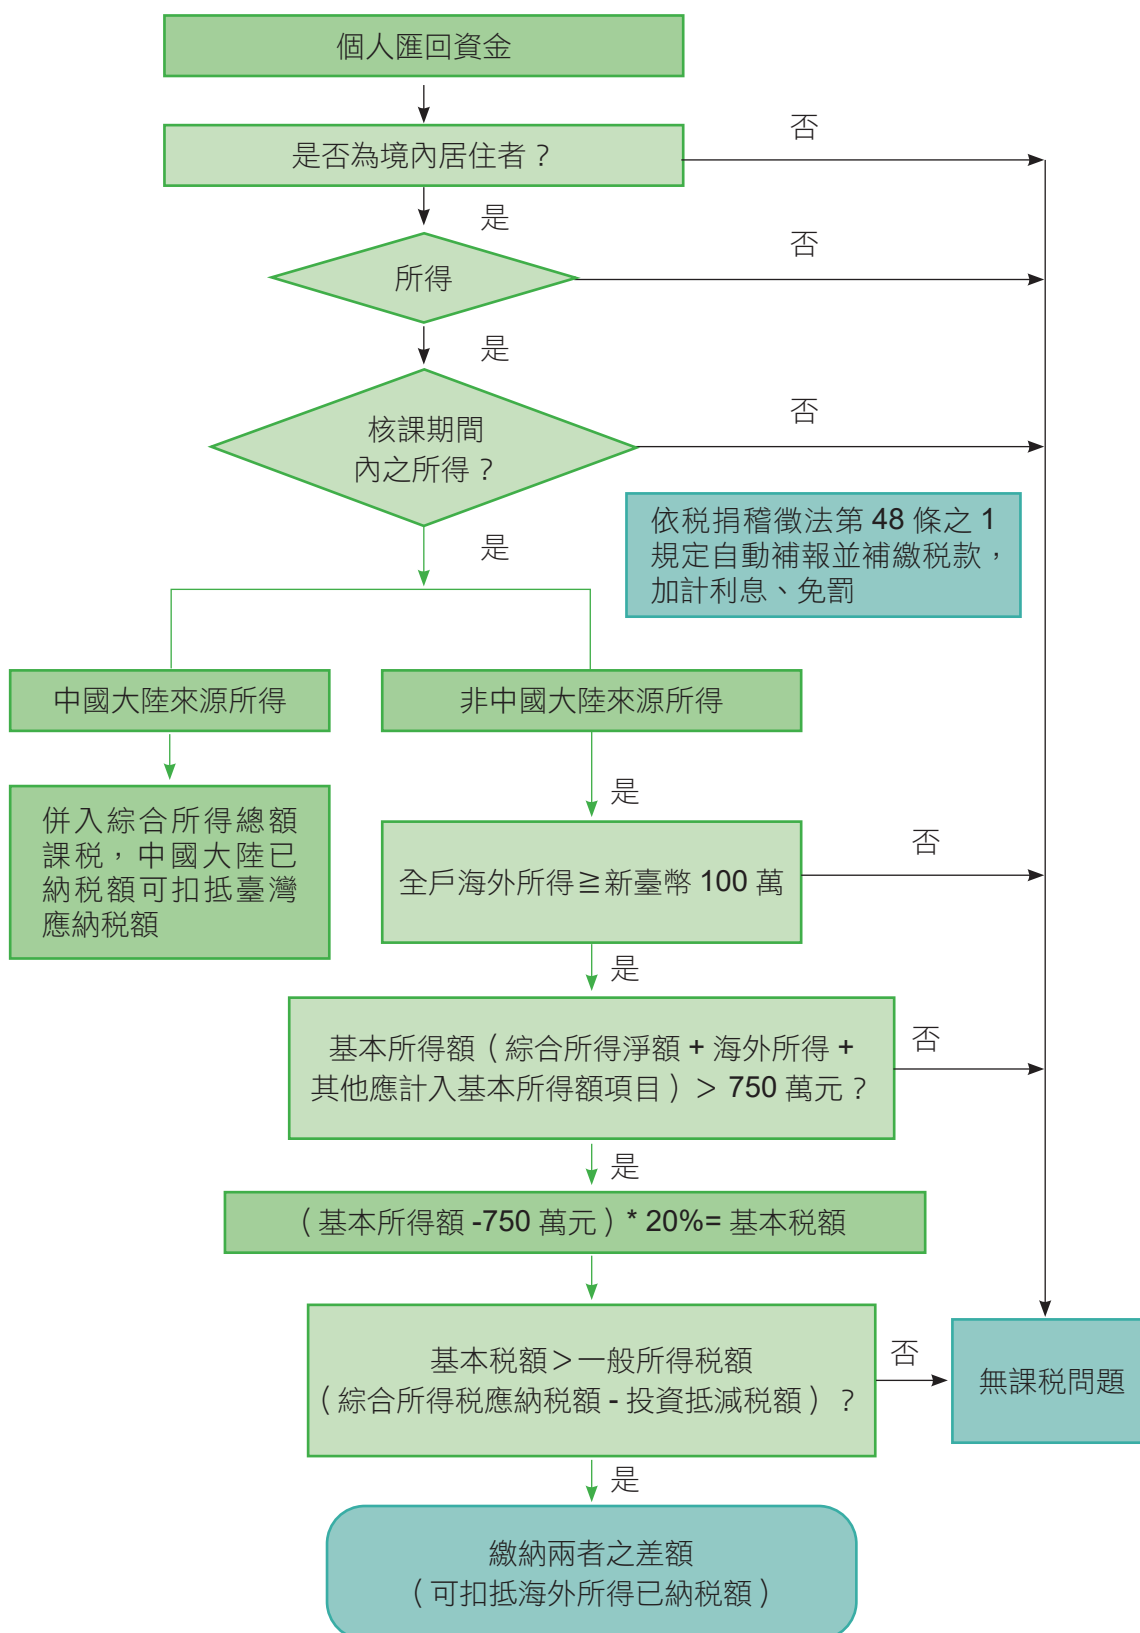 個人匯回資金
是否為境內居住者？
否
是
所得
否
是
核課期間
內之所得？
否
是
依稅捐稽徵法第 48 條之 1
規定自動補報並補繳稅款，
加計利息、免罰
中國大陸來源所得
非中國大陸來源所得
併入綜合所得總額
課稅，中國大陸已
納稅額可扣抵臺灣
應納稅額
是
全戶海外所得≧新臺幣 100 萬
否
是
基本所得額（綜合所得淨額 + 海外所得 +
其他應計入基本所得額項目）＞ 750 萬元？
否
是
（基本所得額 -750 萬元）* 20%= 基本稅額
基本稅額＞一般所得稅額
（綜合所得稅應納稅額 - 投資抵減稅額）？
否
無課稅問題
是
繳納兩者之差額
（可扣抵海外所得已納稅額）